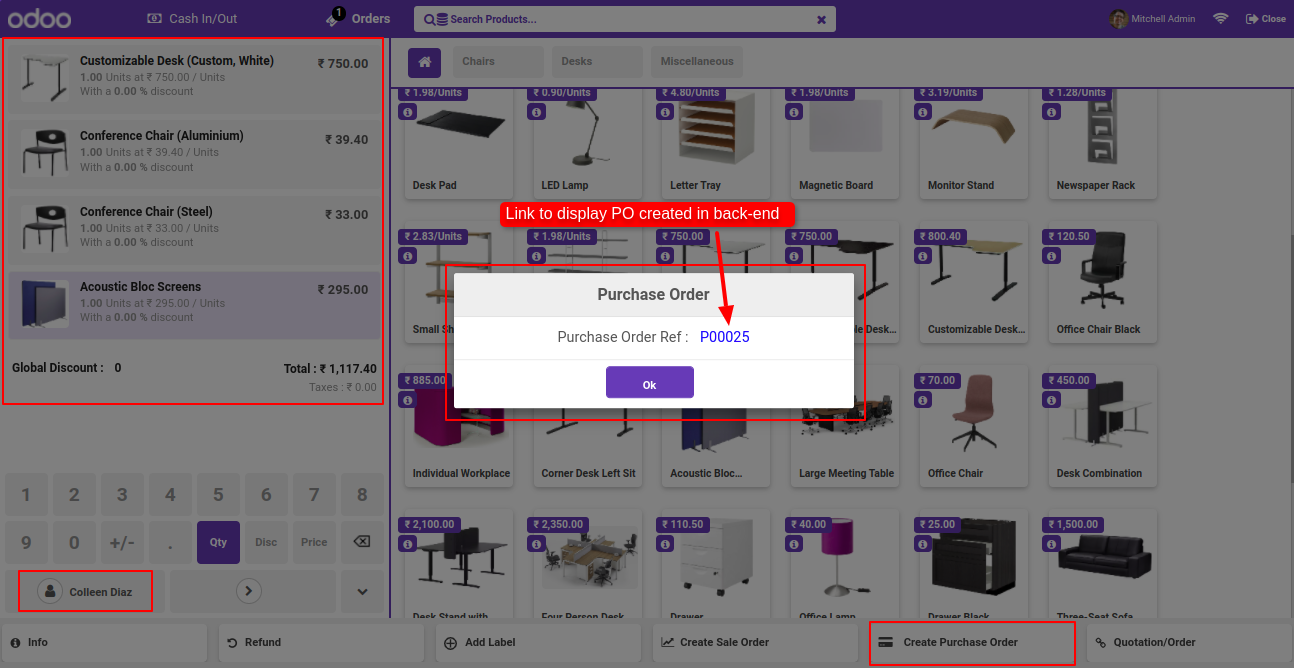 odoo
Cash In/Out
1
Orders
Search Products...
Mitchell Admin
Close
Customizable Desk (Custom, White)
₹ 750.00
1.00 Units at ₹ 750.00 / Units
With a 0.00 % discount
Conference Chair (Aluminium)
₹ 39.40
1.00 Units at ₹ 39.40 / Units
With a 0.00 % discount
Conference Chair (Steel)
₹ 33.00
1.00 Units at ₹ 33.00 / Units
With a 0.00 % discount
Acoustic Bloc Screens
₹ 295.00
1.00 Units at ₹ 295.00 / Units
With a 0.00 % discount
Global Discount : 0
Total : ₹ 1,117.40
Taxes : ₹ 0.00
1 2 3 4 5 6 7 8
9 0 +/- . Qty Disc Price
Colleen Diaz
Chairs
Desks
Miscellaneous
₹ 1.98/Units
₹ 0.90/Units
₹ 4.80/Units
₹ 1.98/Units
₹ 3.19/Units
₹ 1.28/Units
Desk Pad
LED Lamp
Letter Tray
Magnetic Board
Monitor Stand
Newspaper Rack
Link to display PO created in back-end
₹ 2.83/Units
₹ 1.98/Units
₹ 750.00
₹ 750.00
₹ 800.40
₹ 120.50
Small Sh
le Desk...
Customizable Desk...
Office Chair Black
Purchase Order
Purchase Order Ref : P00025
Ok
₹ 885.00
₹ 70.00
₹ 450.00
Individual Workplace
Corner Desk Left Sit
Acoustic Bloc...
Large Meeting Table
Office Chair
Desk Combination
₹ 2,100.00
₹ 2,350.00
₹ 110.50
₹ 40.00
₹ 25.00
₹ 1,500.00
Desk Stand with
Four Person Desk
Drawer
Office Lamp
Drawer Black
Three-Seat Sofa
Info
Refund
Add Label
Create Sale Order
Create Purchase Order
Quotation/Order